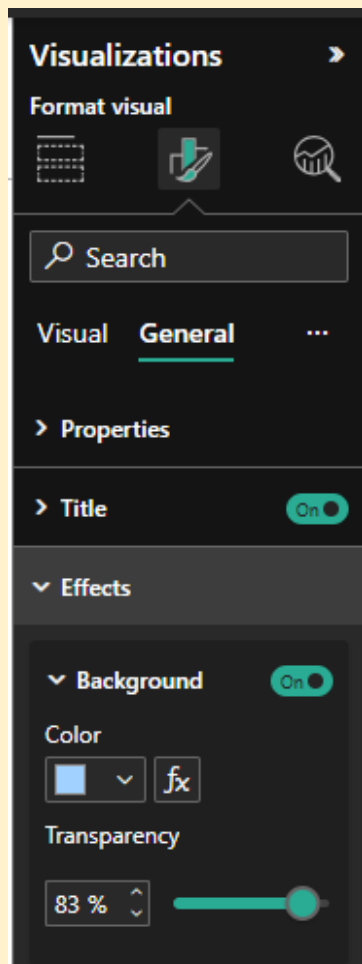 Visualizations
Format visual
Search
Visual General ...
Properties
Title On
Effects
Background On
Color
fx
Transparency
83 %